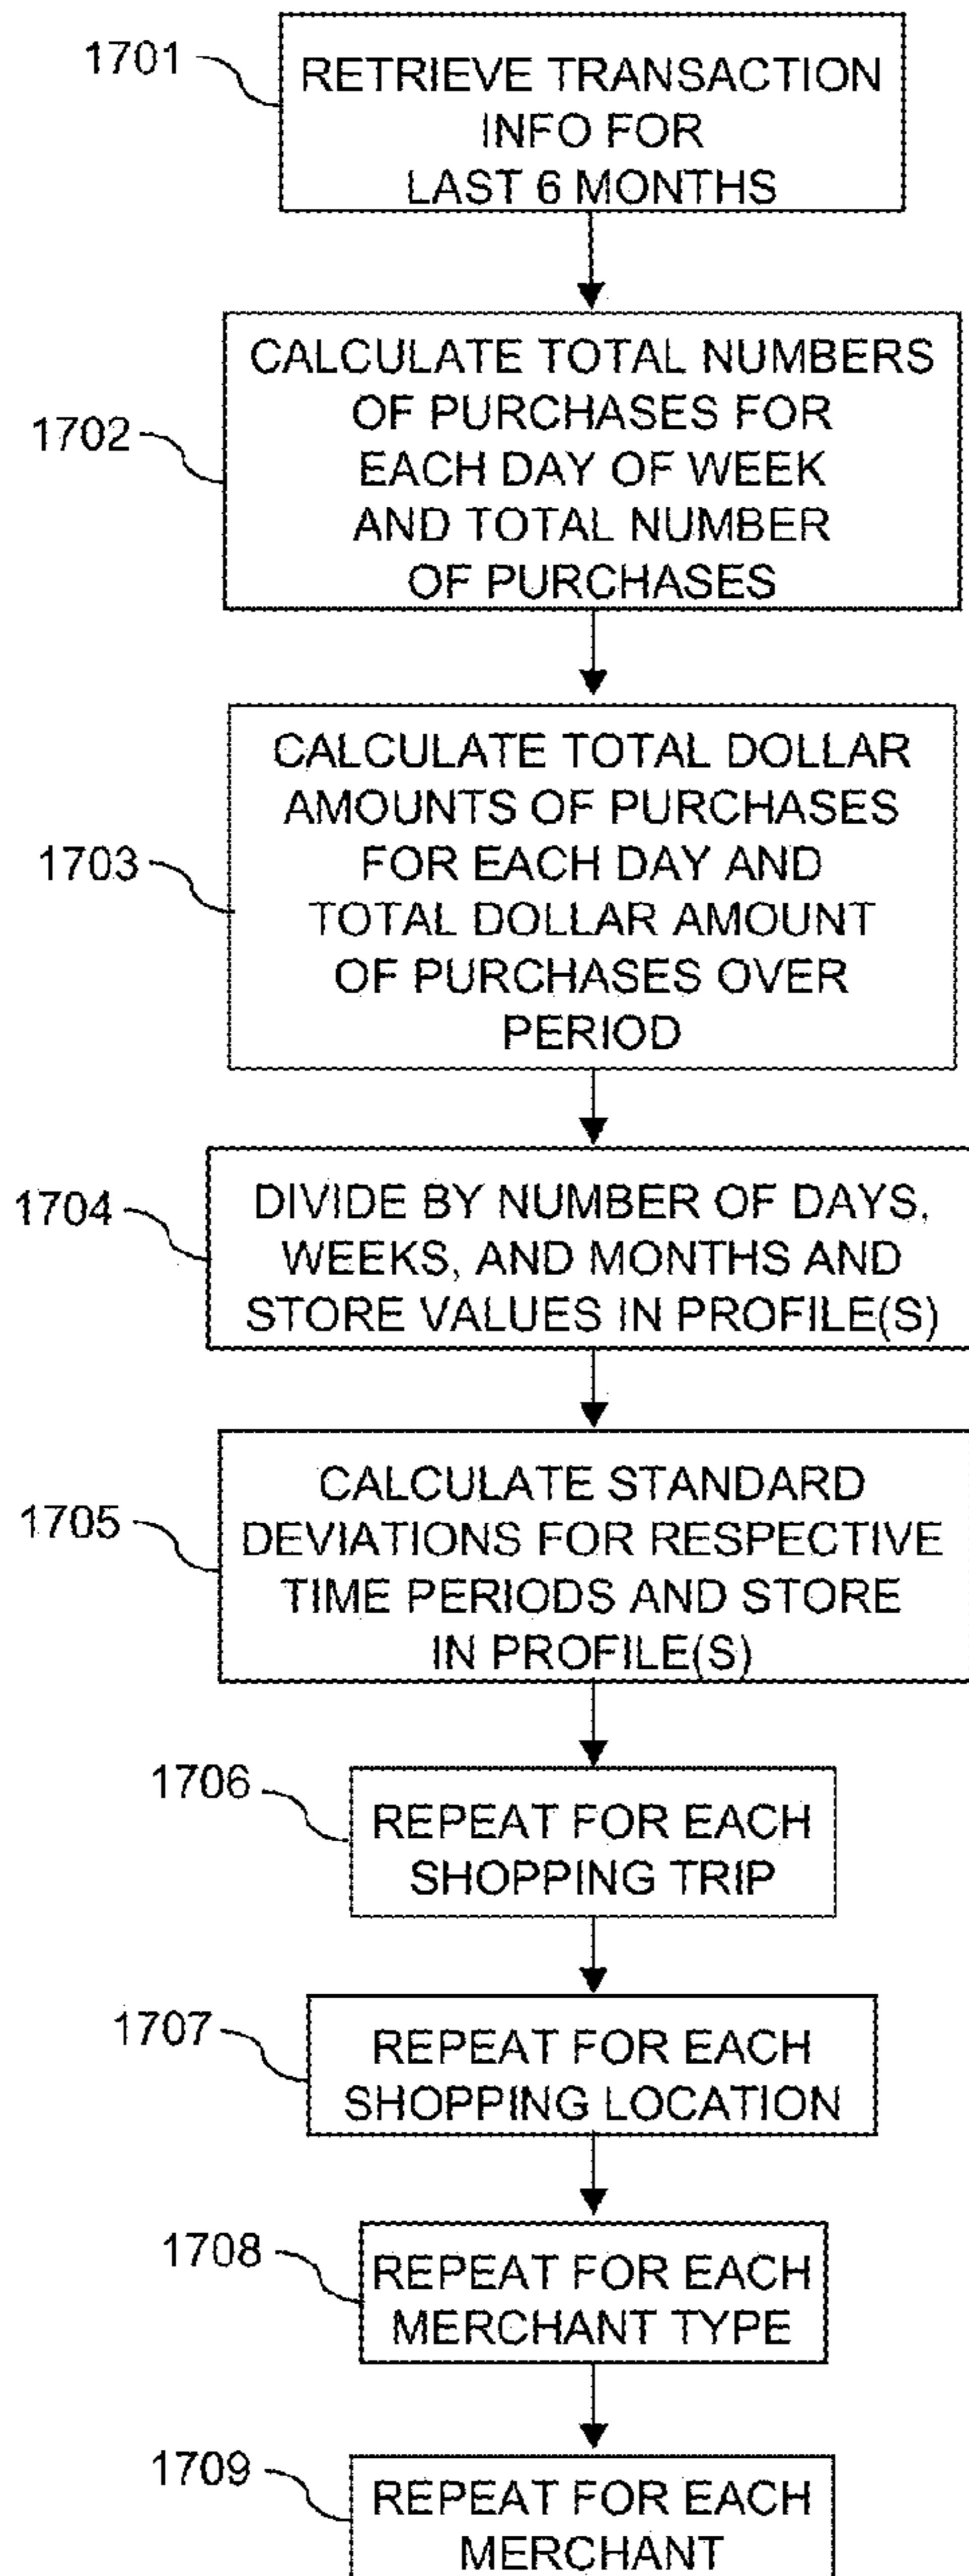 1701
RETRIEVE TRANSACTION
INFO FOR
LAST 6 MONTHS
1702
CALCULATE TOTAL NUMBERS
OF PURCHASES FOR
EACH DAY OF WEEK
AND TOTAL NUMBER
OF PURCHASES
1703
CALCULATE TOTAL DOLLAR
AMOUNTS OF PURCHASES
FOR EACH DAY AND
TOTAL DOLLAR AMOUNT
OF PURCHASES OVER
PERIOD
1704
DIVIDE BY NUMBER OF DAYS,
WEEKS, AND MONTHS AND
STORE VALUES IN PROFILE(S)
1705
CALCULATE STANDARD
DEVIATIONS FOR RESPECTIVE
TIME PERIODS AND STORE
IN PROFILE(S)
1706
REPEAT FOR EACH
SHOPPING TRIP
1707
REPEAT FOR EACH
SHOPPING LOCATION
1708
REPEAT FOR EACH
MERCHANT TYPE
1709
REPEAT FOR EACH
MERCHANT